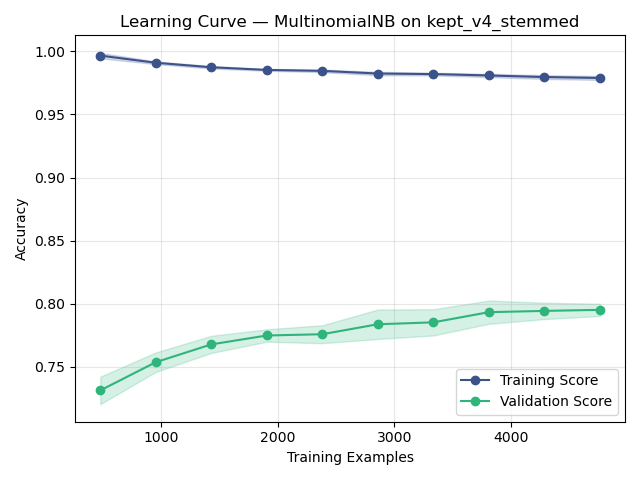 Learning Curve — MultinomialNB on kept_v4_stemmed
1.00
0.95
0.90
0.85
0.80
0.75
Accuracy
1000
2000
3000
4000
Training Examples
Training Score
Validation Score